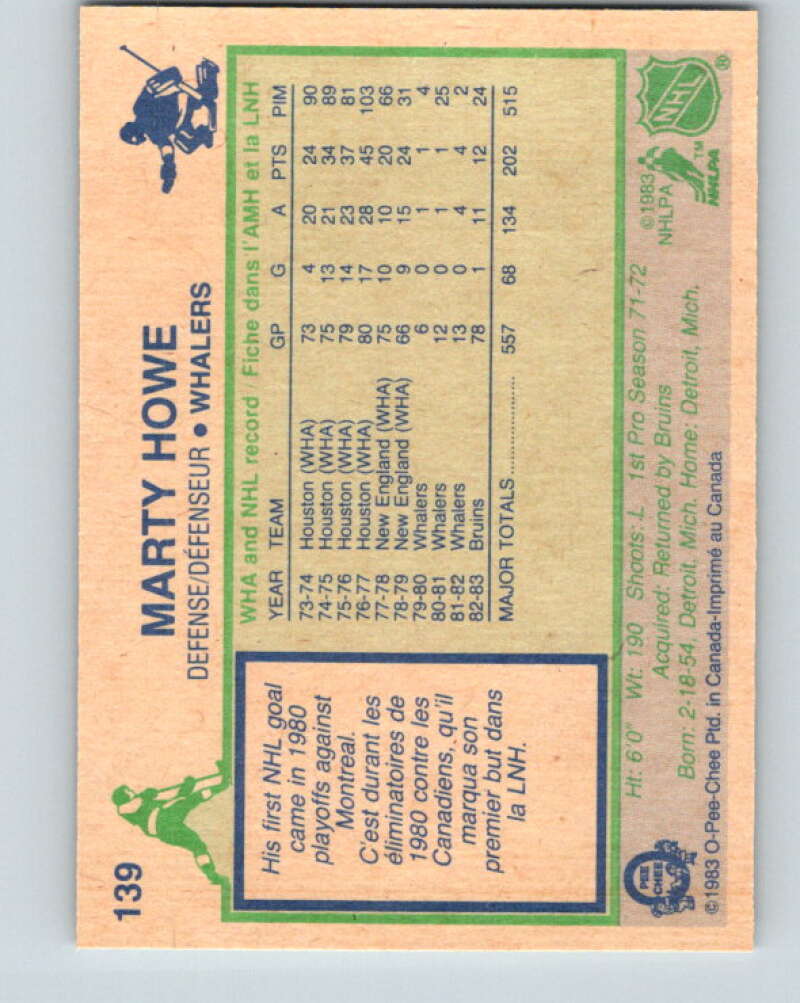 139
MARTY HOWE
DEFENSE/DÉFENSEUR • WHALERS
His first NHL goal
came in 1980
playoffs against
Montreal.
C'est durant les
éliminatoires de
1980 contre les
Canadiens, qu'il
marqua son
premier but dans
la LNH.
WHA and NHL record / Fiche dans l'AMH et la LNH
YEAR TEAM GP G A PTS PIM
73-74 Houston (WHA) 73 4 20 24 90
74-75 Houston (WHA) 75 13 21 34 89
75-76 Houston (WHA) 79 14 23 37 81
76-77 Houston (WHA) 80 17 28 45 103
77-78 New England (WHA) 75 10 10 20 66
78-79 New England (WHA) 66 9 15 24 31
79-80 Whalers 6 0 1 1 4
80-81 Whalers 12 0 1 1 25
81-82 Whalers 13 0 4 4 2
82-83 Bruins 78 1 11 12 24
MAJOR TOTALS .................. 557 68 134 202 515
Ht: 6'0" Wt: 190 Shoots: L 1st Pro Season 71-72
Acquired: Returned by Bruins
Born: 2-18-54, Detroit, Mich. Home: Detroit, Mich.
©1983 O-Pee-Chee Ptd. in Canada-Imprimé au Canada
O PEE CHEE
©1983
NHLPA
NHLPA™
NHL®